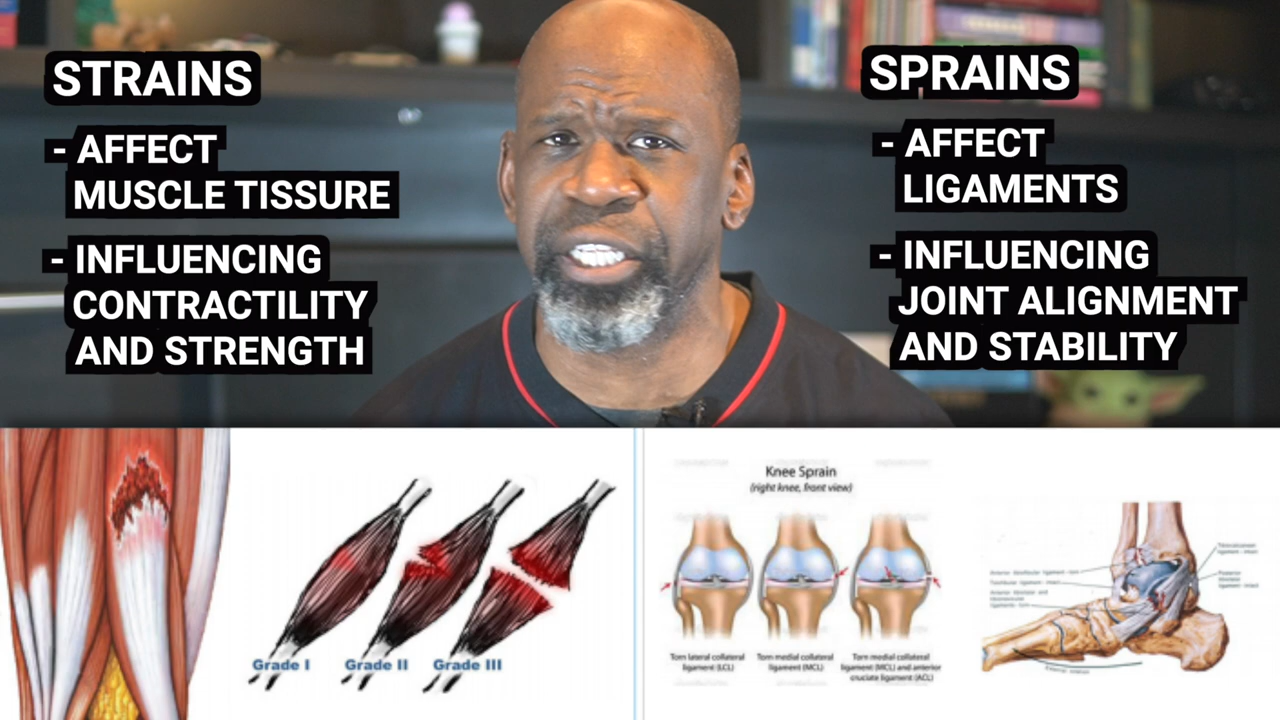 STRAINS
- AFFECT
MUSCLE TISSURE
- INFLUENCING
CONTRACTILITY
AND STRENGTH
SPRAINS
- AFFECT
LIGAMENTS
- INFLUENCING
JOINT ALIGNMENT
AND STABILITY
Grade I
Grade II
Grade III
Knee Sprain
(right knee, front view)
Torn lateral collateral
ligament (LCL)
Torn medial collateral
ligament (MCL)
Torn medial collateral
ligament (MCL) and anterior
cruciate ligament (ACL)